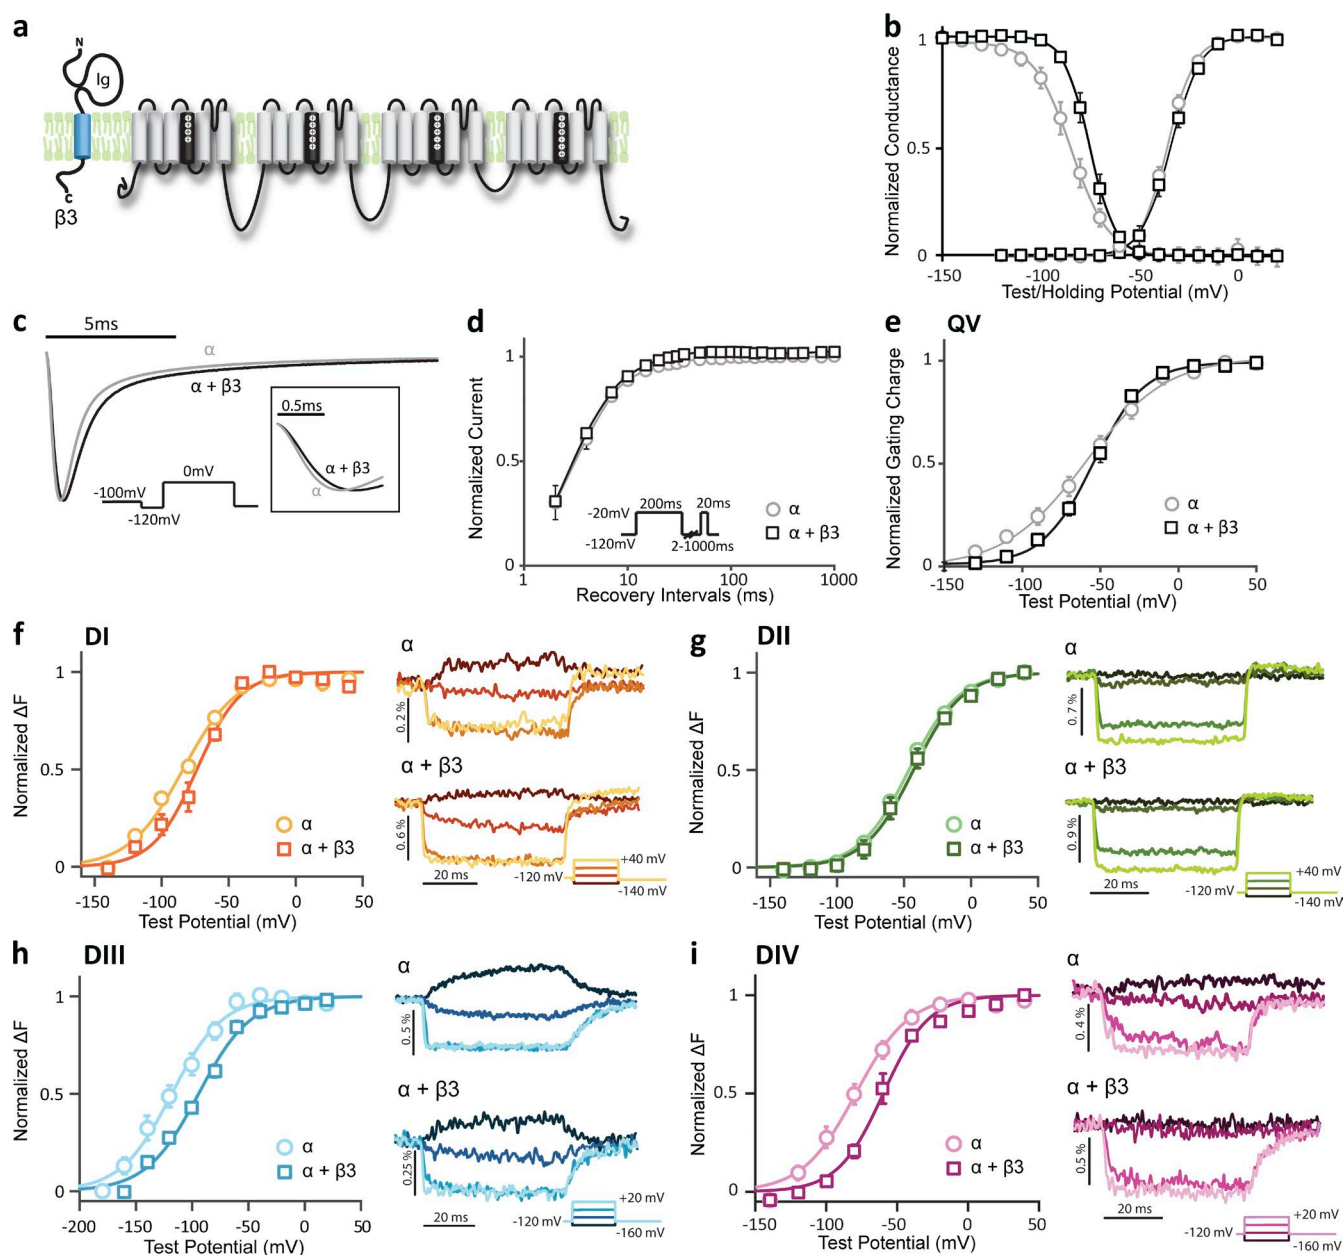 a
N
Ig
C
β3
b
Normalized Conductance
1
0.5
0
-150
-100
-50
0
Test/Holding Potential (mV)
c
5ms
α
α + β3
0.5ms
α + β3
α
0mV
-100mV
-120mV
d
Normalized Current
1
0.5
0
1
10
100
1000
Recovery Intervals (ms)
200ms
20ms
-20mV
-120mV
2-1000ms
α
α + β3
e
QV
Normalized Gating Charge
1
0.5
0
-150
-100
-50
0
50
Test Potential (mV)
α
α + β3
f
DI
Normalized ΔF
1
0.5
0
-150
-100
-50
0
50
Test Potential (mV)
α
α + β3
α
0.2 %
α + β3
0.6 %
20 ms
+40 mV
-120 mV
-140 mV
g
DII
Normalized ΔF
1
0.5
0
-150
-100
-50
0
50
Test Potential (mV)
α
α + β3
α
0.7 %
α + β3
0.9 %
20 ms
+40 mV
-120 mV
-140 mV
h
DIII
Normalized ΔF
1
0.5
0
-200
-150
-100
-50
0
50
Test Potential (mV)
α
α + β3
α
0.5 %
α + β3
0.25 %
20 ms
+20 mV
-120 mV
-160 mV
i
DIV
Normalized ΔF
1
0.5
0
-150
-100
-50
0
50
Test Potential (mV)
α
α + β3
α
0.4 %
α + β3
0.5 %
20 ms
+20 mV
-120 mV
-160 mV